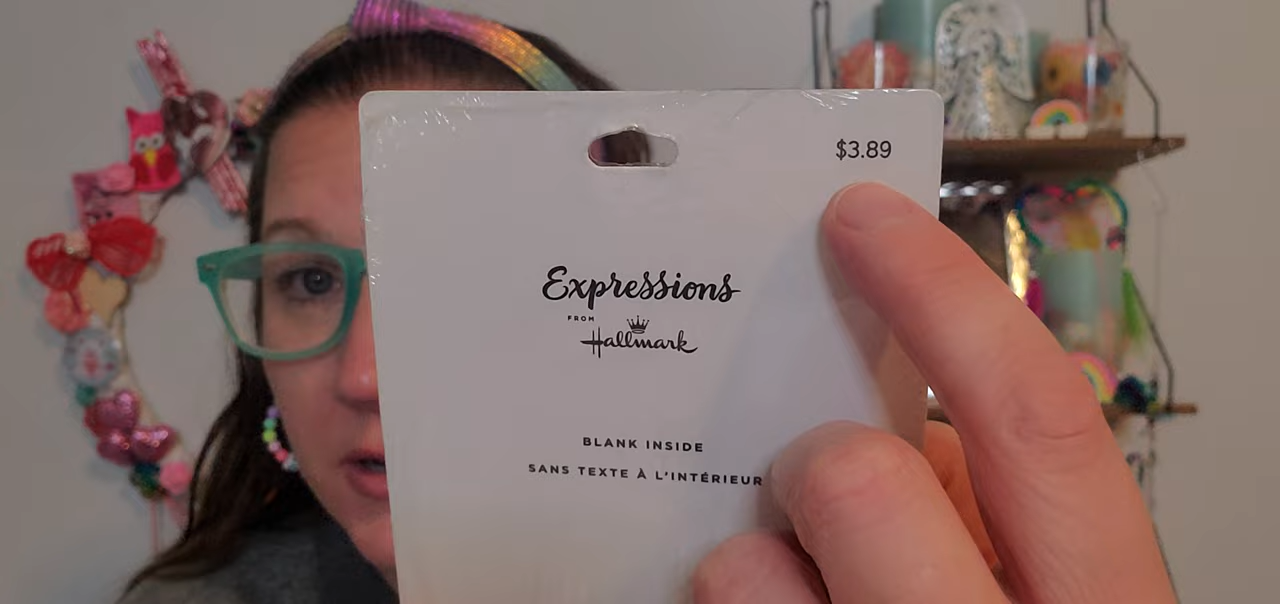 $3.89
Expressions
FROM
Hallmark
BLANK INSIDE
SANS TEXTE À L'INTÉRIEUR